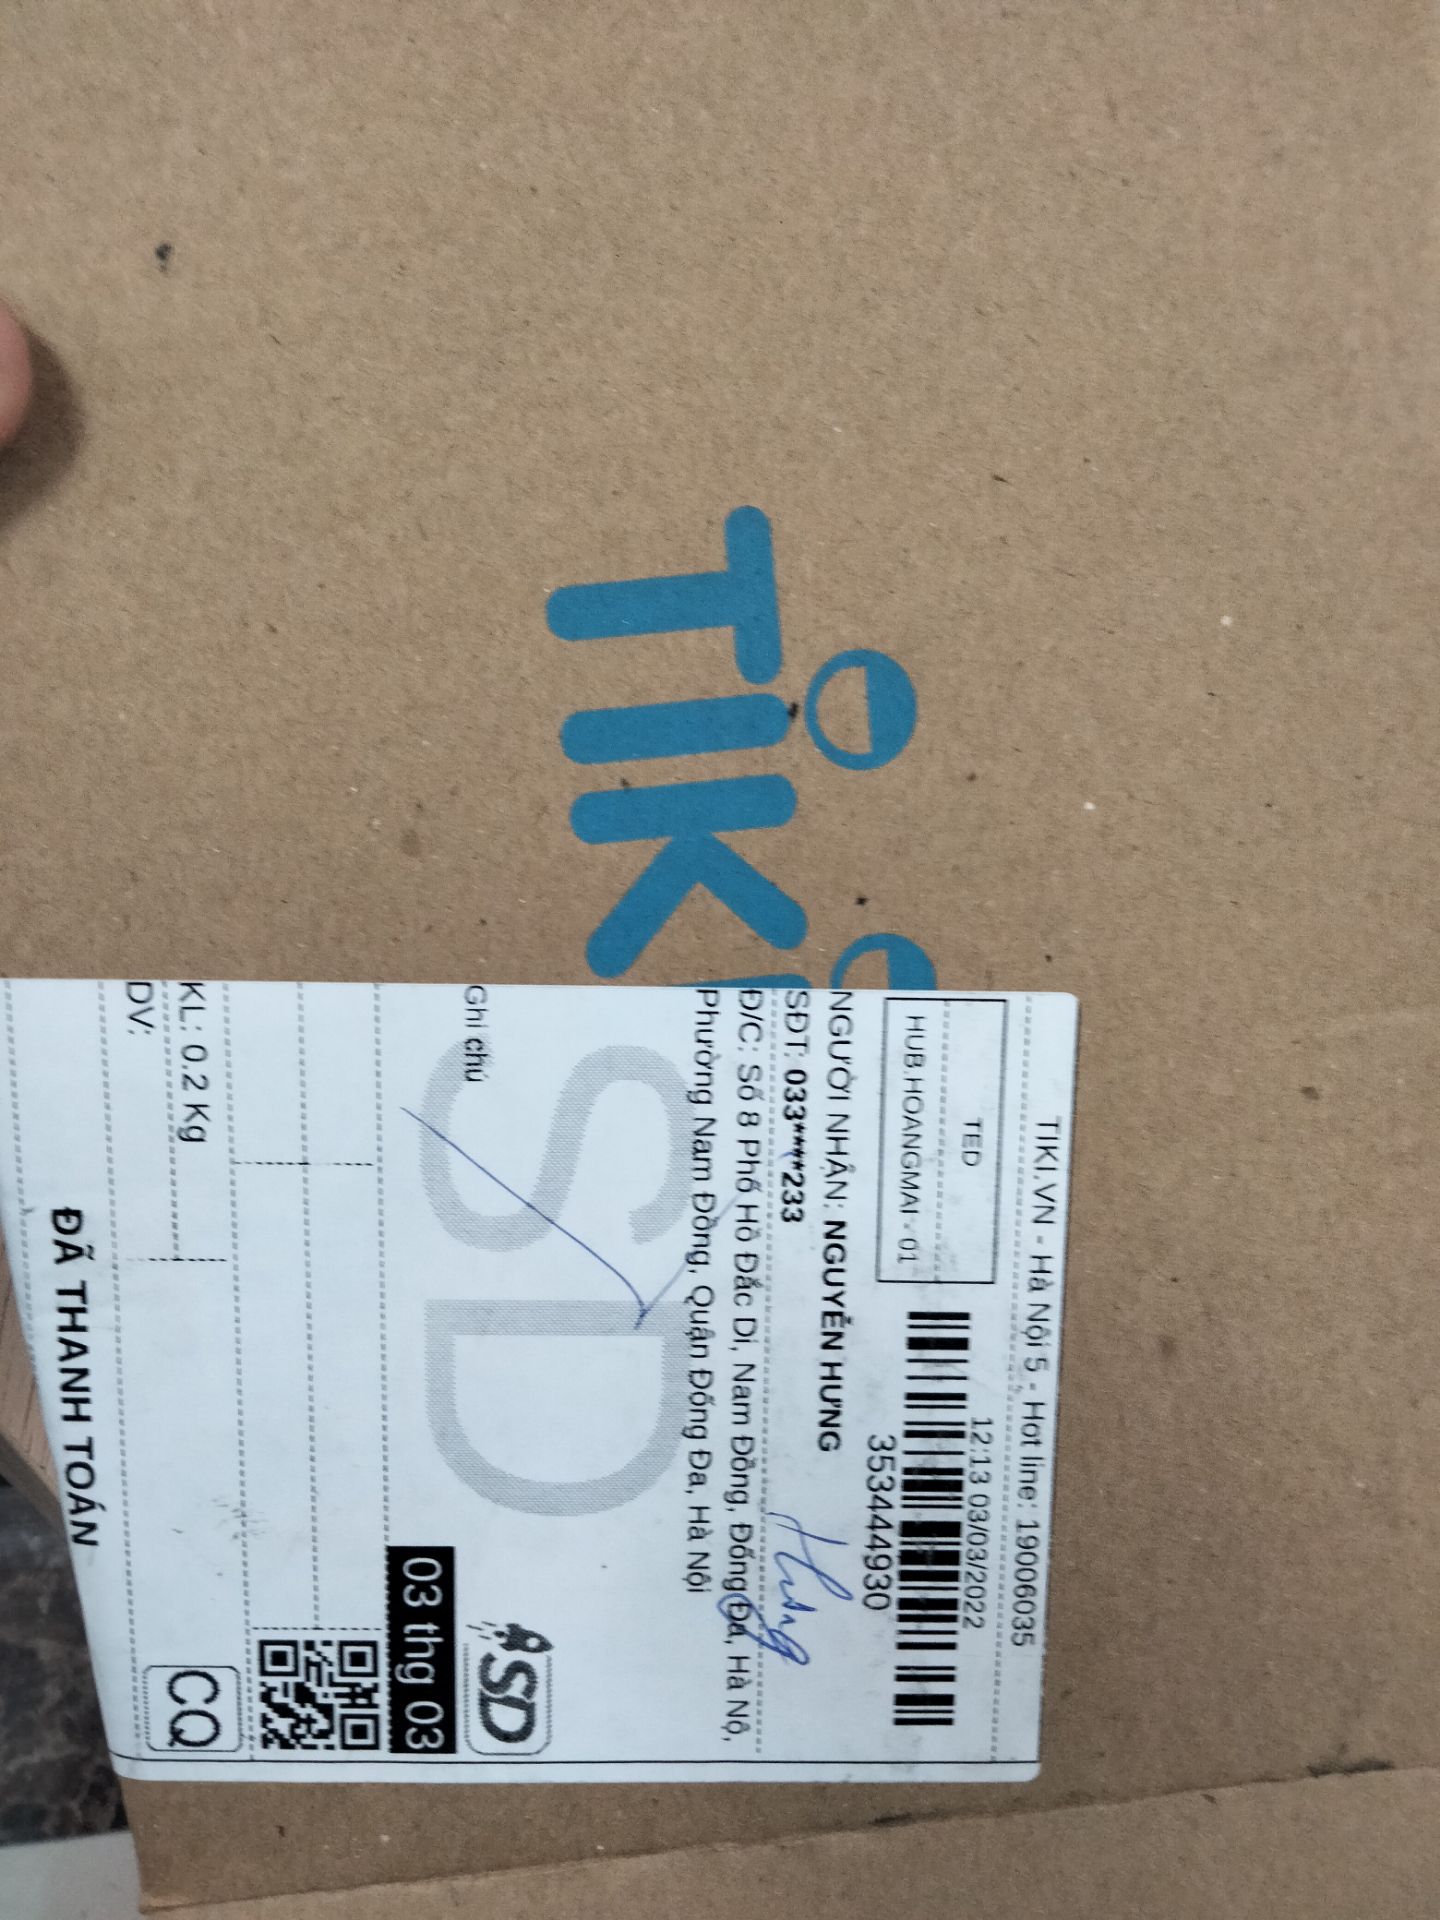 Tiki
TIKI.VN - Hà Nội 5 - Hot line: 19006035
TED
HUB.HOANGMAI - 01
12:13 03/03/2022
353444930
NGƯỜI NHẬN: NGUYỄN HƯNG
SĐT: 033****233
Hưng
Đ/C: Số 8 Phố Hồ Đắc Di, Nam Đồng, Đống Đa, Hà Nộ,
Phường Nam Đồng, Quận Đống Đa, Hà Nội
SD
SD
Ghi chú
03 thg 03
KL: 0.2 Kg
CQ
DV:
ĐÃ THANH TOÁN